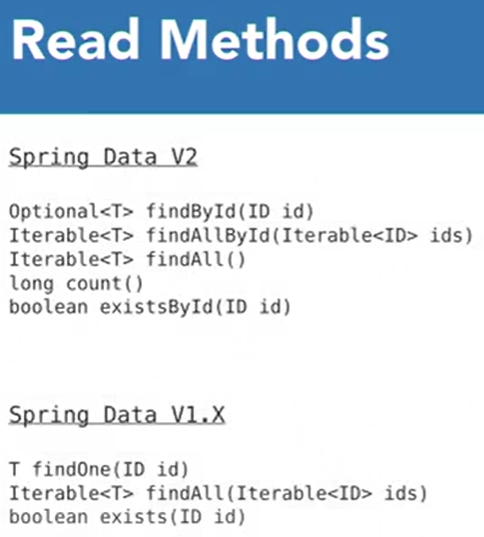 Read Methods
Spring Data V2
Optional<T> findById(ID id)
Iterable<T> findAllById(Iterable<ID> ids)
Iterable<T> findAll()
long count()
boolean existsById(ID id)
Spring Data V1.X
T findOne(ID id)
Iterable<T> findAll(Iterable<ID> ids)
boolean exists(ID id)